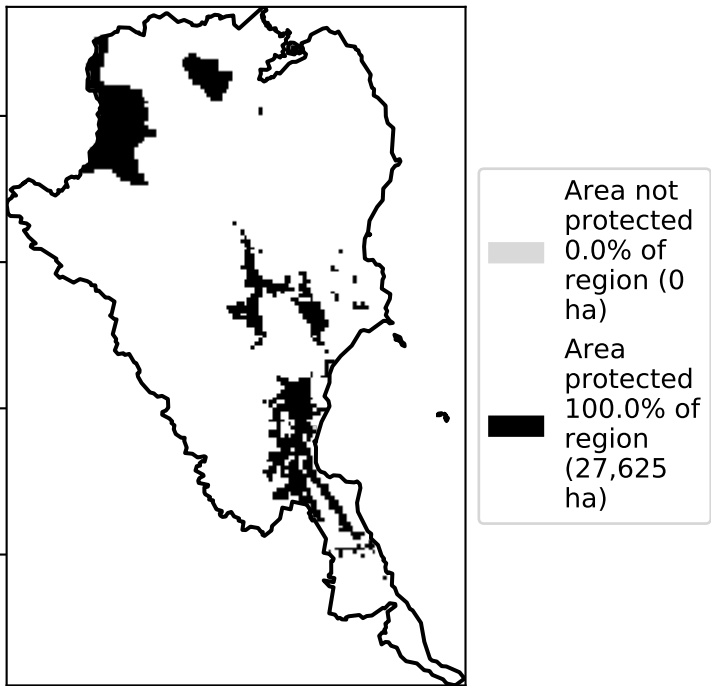 Area not
protected
0.0% of
region (0
ha)
Area
protected
100.0% of
region
(27,625
ha)